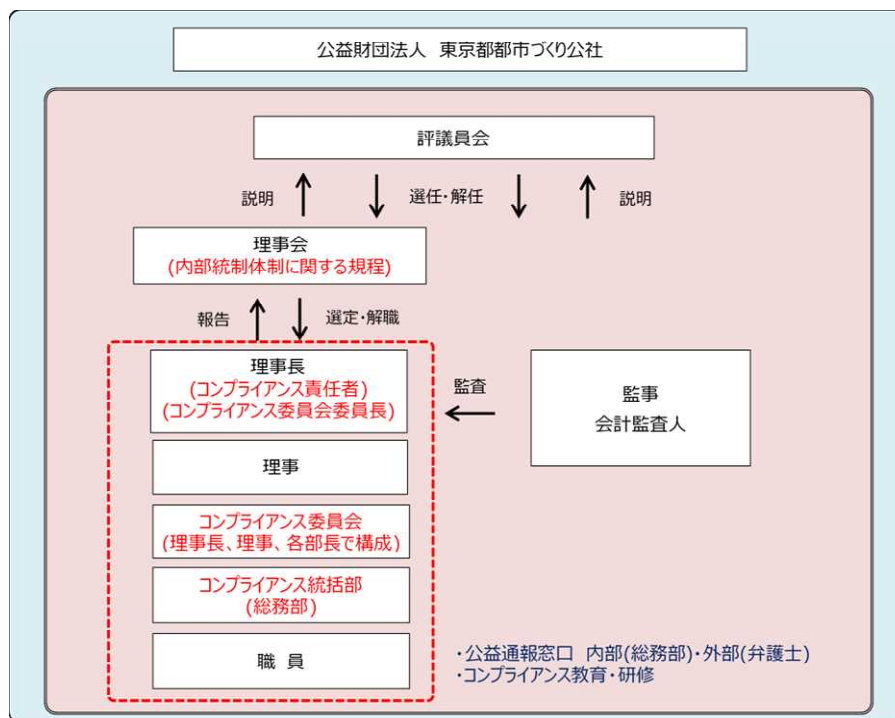 公益財団法人 東京都都市づくり公社
評議員会
説明
選任・解任
説明
理事会
(内部統制体制に関する規程)
報告
選定・解職
理事長
(コンプライアンス責任者)
(コンプライアンス委員会委員長)
監査
監事
会計監査人
理事
コンプライアンス委員会
(理事長、理事、各部長で構成)
コンプライアンス統括部
(総務部)
職 員
・公益通報窓口 内部(総務部)・外部(弁護士)
・コンプライアンス教育・研修